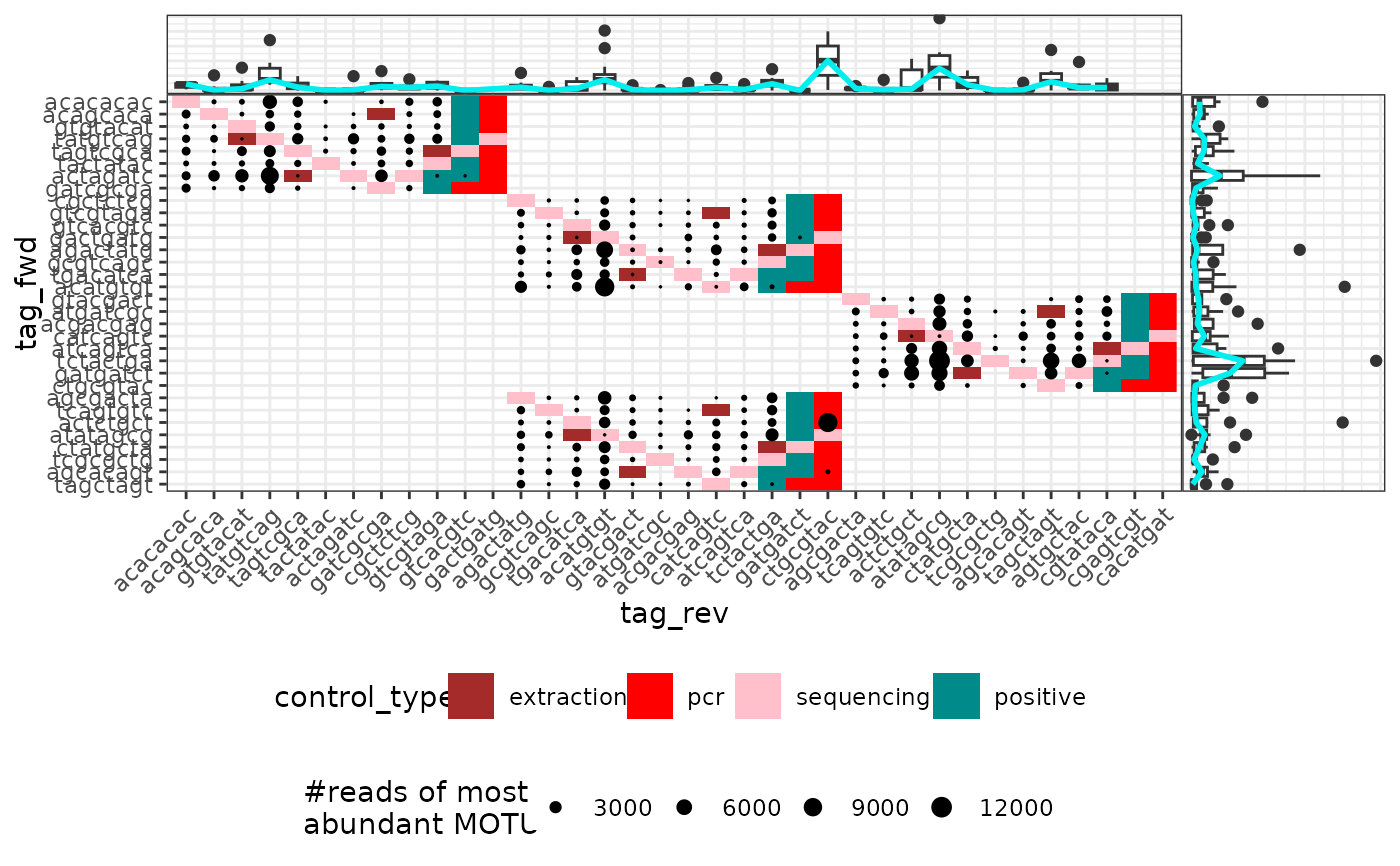 tag_fwd
acacacac
acagcaca
gtgtacat
tatgtcag
tagtcgca
tactatac
actagatc
gatcgcga
cgctctcg
gtcgtaga
gtcacgtc
gactgatg
agactatg
gcgtcagc
tgacatca
acatgtgt
gtacgact
atgatcgc
acgacgag
catcagtc
atcagtca
tctactga
gatgatct
ctgcgtac
agcgacta
tcagtgtc
actctgct
atatagcg
ctatgcta
tcgcgctg
agcacagt
tagctagt
acacacac
acagcaca
gtgtacat
tatgtcag
tagtcgca
tactatac
actagatc
gatcgcga
cgctctcg
gtcgtaga
gtcacgtc
gactgatg
agactatg
gcgtcagc
tgacatca
acatgtgt
gtacgact
atgatcgc
acgacgag
catcagtc
atcagtca
tctactga
gatgatct
ctgcgtac
agcgacta
tcagtgtc
actctgct
atatagcg
ctatgcta
tcgcgctg
agcacagt
tagctagt
agtgctac
cgtataca
cgagtcgt
cacatgat
tag_rev
control_type extraction pcr sequencing positive
#reads of most
abundant MOTU
3000 6000 9000 12000